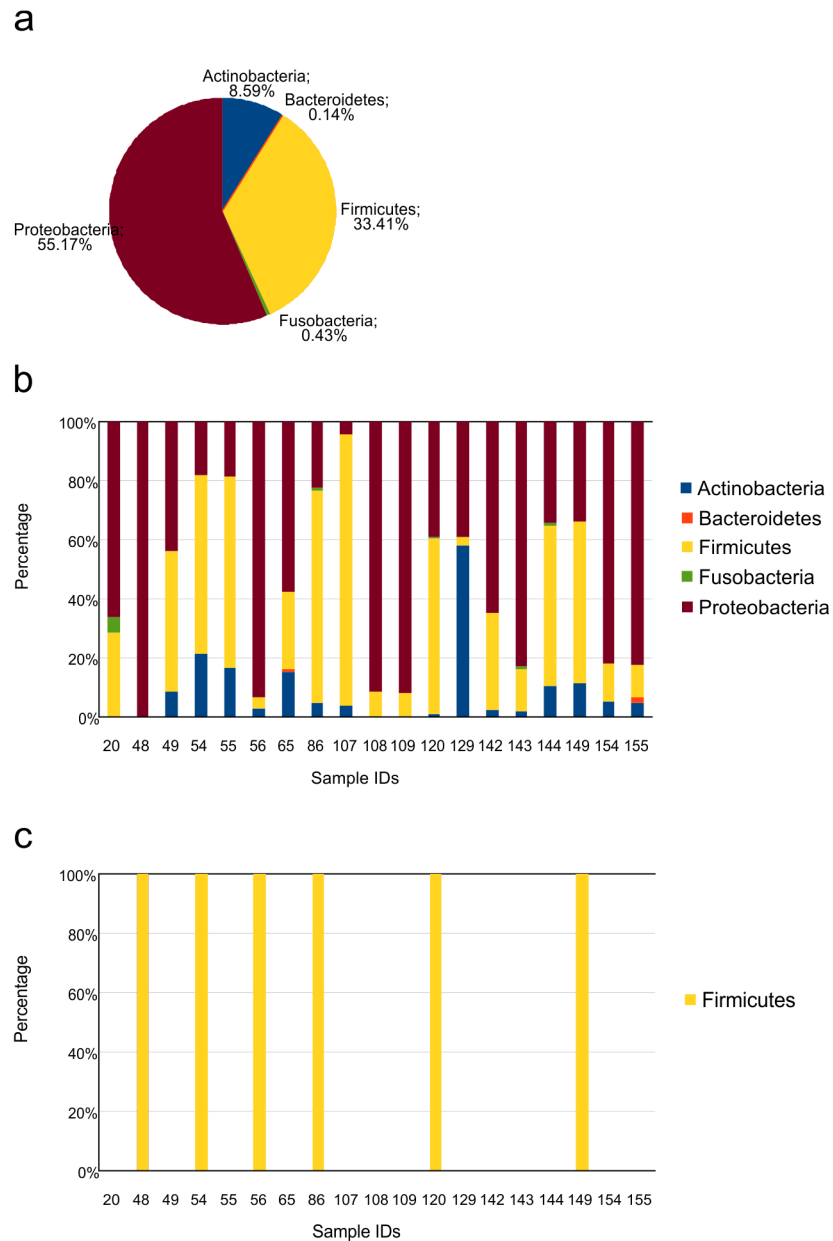 a
Actinobacteria;
8.59%
Bacteroidetes;
0.14%
Firmicutes;
33.41%
Proteobacteria;
55.17%
Fusobacteria;
0.43%
b
100%
80%
60%
40%
20%
0%
Percentage
20 48 49 54 55 56 65 86 107 108 109 120 129 142 143 144 149 154 155
Sample IDs
Actinobacteria
Bacteroidetes
Firmicutes
Fusobacteria
Proteobacteria
c
100%
80%
60%
40%
20%
0%
Percentage
20 48 49 54 55 56 65 86 107 108 109 120 129 142 143 144 149 154 155
Sample IDs
Firmicutes